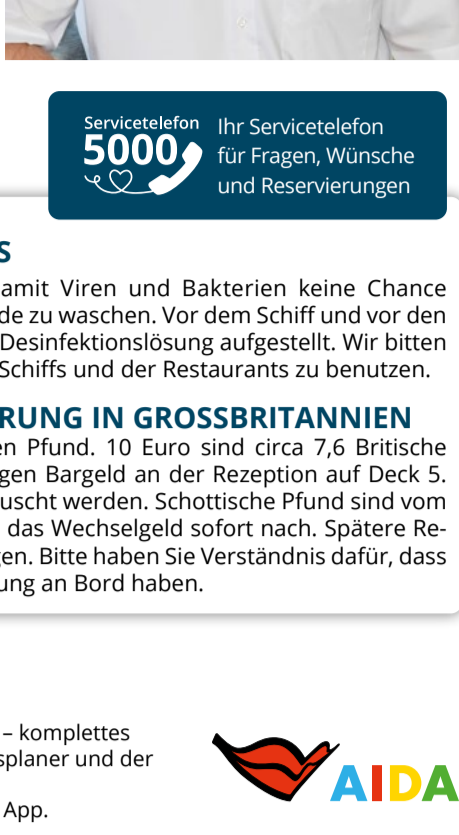 Servicetelefon
5000
Ihr Servicetelefon
für Fragen, Wünsche
und Reservierungen
S
amit Viren und Bakterien keine Chance
de zu waschen. Vor dem Schiff und vor den
Desinfektionslösung aufgestellt. Wir bitten
Schiffs und der Restaurants zu benutzen.
RUNG IN GROSSBRITANNIEN
en Pfund. 10 Euro sind circa 7,6 Britische
gen Bargeld an der Rezeption auf Deck 5.
uscht werden. Schottische Pfund sind vom
das Wechselgeld sofort nach. Spätere Re-
gen. Bitte haben Sie Verständnis dafür, dass
ung an Bord haben.
– komplettes
splaner und der
App.
AIDA